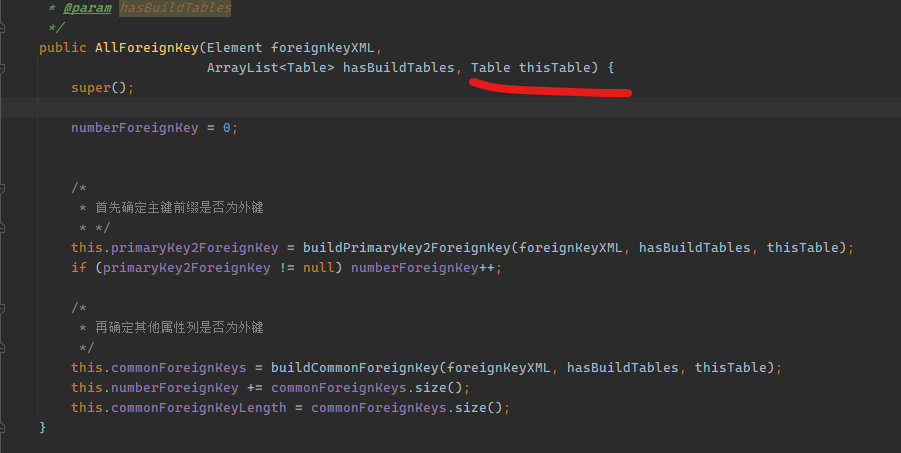 * @param hasBuildTables
*/
public AllForeignKey(Element foreignKeyXML,
ArrayList<Table> hasBuildTables, Table thisTable) {
super();
numberForeignKey = 0;
/*
* 首先确定主键前缀是否为外键
* */
this.primaryKey2ForeignKey = buildPrimaryKey2ForeignKey(foreignKeyXML, hasBuildTables, thisTable);
if (primaryKey2ForeignKey != null) numberForeignKey++;
/*
* 再确定其他属性列是否为外键
*/
this.commonForeignKeys = buildCommonForeignKey(foreignKeyXML, hasBuildTables, thisTable);
this.numberForeignKey += commonForeignKeys.size();
this.commonForeignKeyLength = commonForeignKeys.size();
}